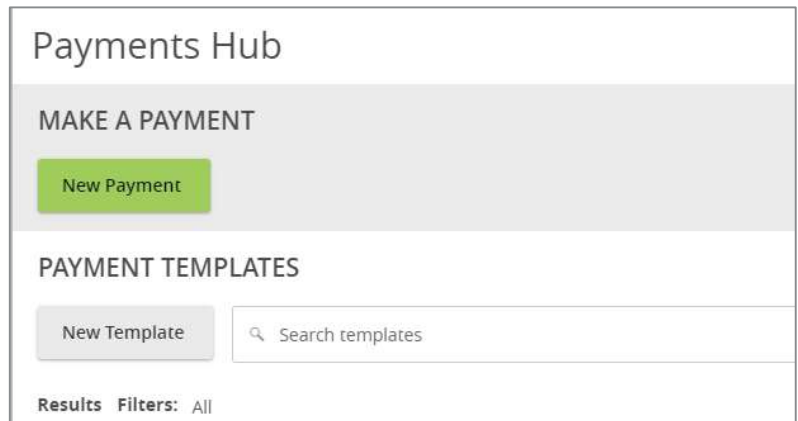 Payments Hub
MAKE A PAYMENT
New Payment
PAYMENT TEMPLATES
New Template
Search templates
Results Filters: All